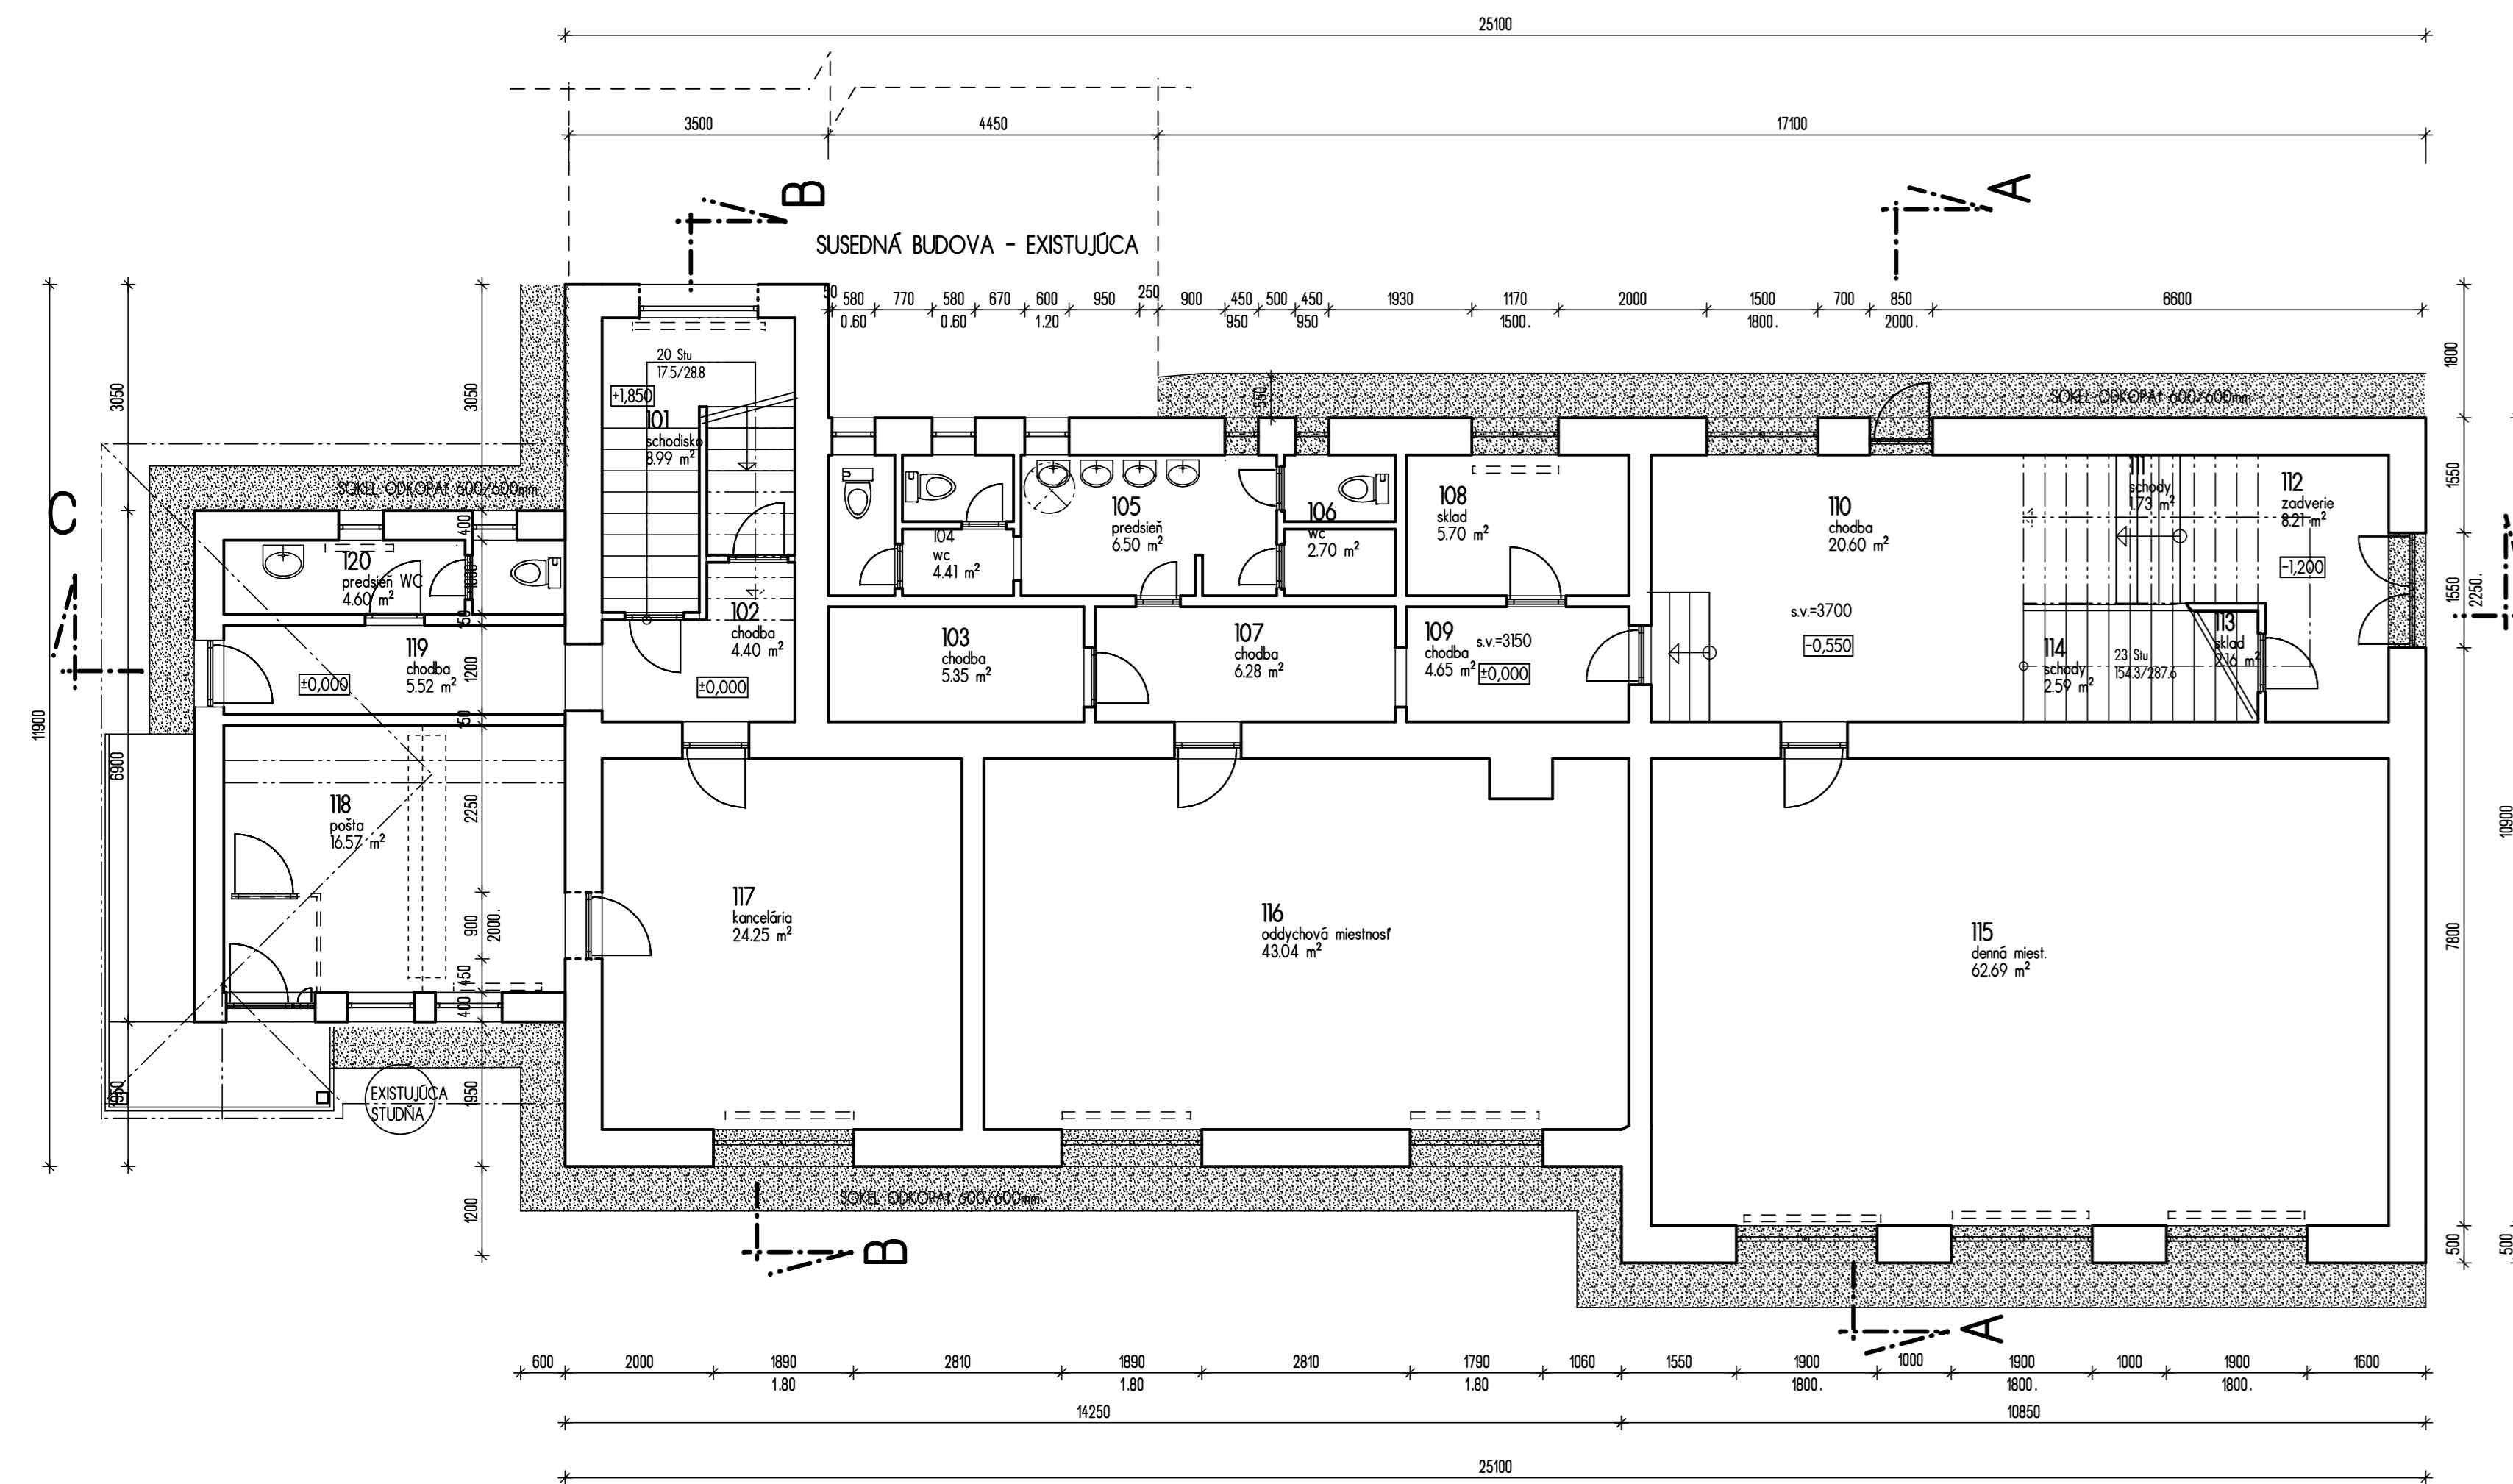 25100
3500
4450
17100
B
A
SUSEDNÁ BUDOVA - EXISTUJÚCA
50 580 770 580 670 600 950 250 900 450 500 450 1930 1170 2000 1500 700 850 6600
0.60 0.60 1.20 950 950 1500. 1800. 2000.
20 Stu
17.5/28.8
+1,850
101
schodisko
8.99 m²
3050
3050
1800
550
SOKEL ODKOPAŤ 600/600mm
SOKEL ODKOPAŤ 600/600mm
C
400
120
predsieň WC
4.60 m²
1000
150
104
wc
4.41 m²
105
predsieň
6.50 m²
106
wc
2.70 m²
108
sklad
5.70 m²
110
chodba
20.60 m²
111
schody
1.73 m²
112
zadverie
8.21 m²
-1,200
1550
1550
2250.
102
chodba
4.40 m²
±0,000
103
chodba
5.35 m²
107
chodba
6.28 m²
109
chodba
4.65 m²
s.v.=3150
±0,000
s.v.=3700
-0,550
114
schody
2.59 m²
23 Stu
154.3/287.6
113
sklad
2.16 m²
119
chodba
5.52 m²
±0,000
1200
150
11900
6900
118
pošta
16.57 m²
2250
900
2000.
450
400
117
kancelária
24.25 m²
116
oddychová miestnosť
43.04 m²
115
denná miest.
62.69 m²
10900
7800
500
500
1950
EXISTUJÚCA
STUDŇA
1200
SOKEL ODKOPAŤ 600/600mm
B
A
600 2000 1890 2810 1890 2810 1790 1060 1550 1900 1000 1900 1000 1900 1600
1.80 1.80 1.80 1800. 1800. 1800.
14250
10850
25100